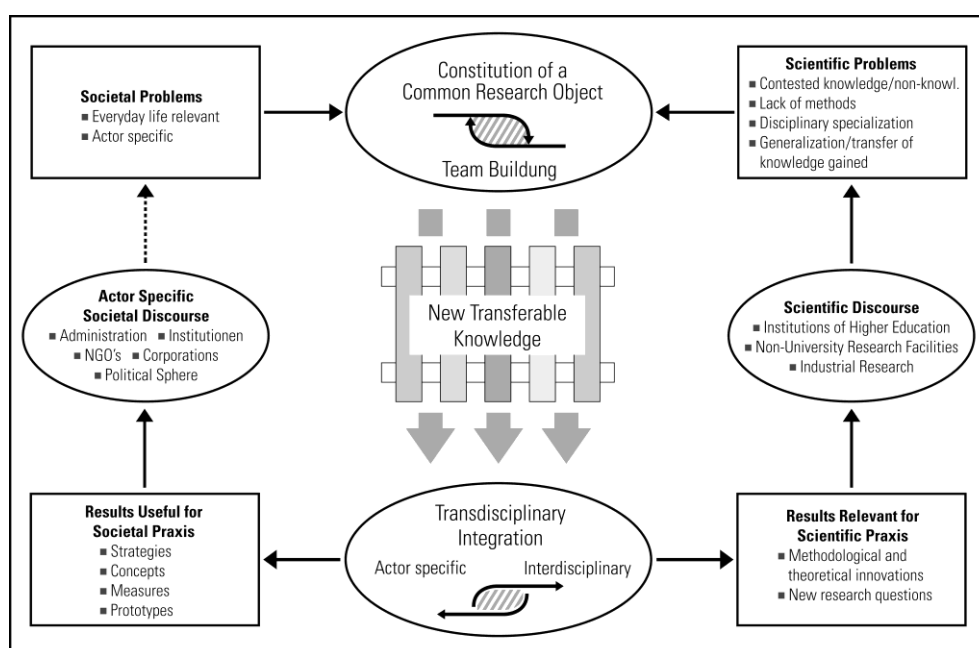 Societal Problems
■ Everyday life relevant
■ Actor specific
Constitution of a
Common Research Object
Team Buildung
Scientific Problems
■ Contested knowledge/non-knowl.
■ Lack of methods
■ Disciplinary specialization
■ Generalization/transfer of
knowledge gained
Actor Specific
Societal Discourse
■ Administration ■ Institutionen
■ NGO's ■ Corporations
■ Political Sphere
New Transferable
Knowledge
Scientific Discourse
■ Institutions of Higher Education
■ Non-University Research Facilities
■ Industrial Research
Results Useful for
Societal Praxis
■ Strategies
■ Concepts
■ Measures
■ Prototypes
Transdisciplinary
Integration
Actor specific Interdisciplinary
Results Relevant for
Scientific Praxis
■ Methodological and
theoretical innovations
■ New research questions